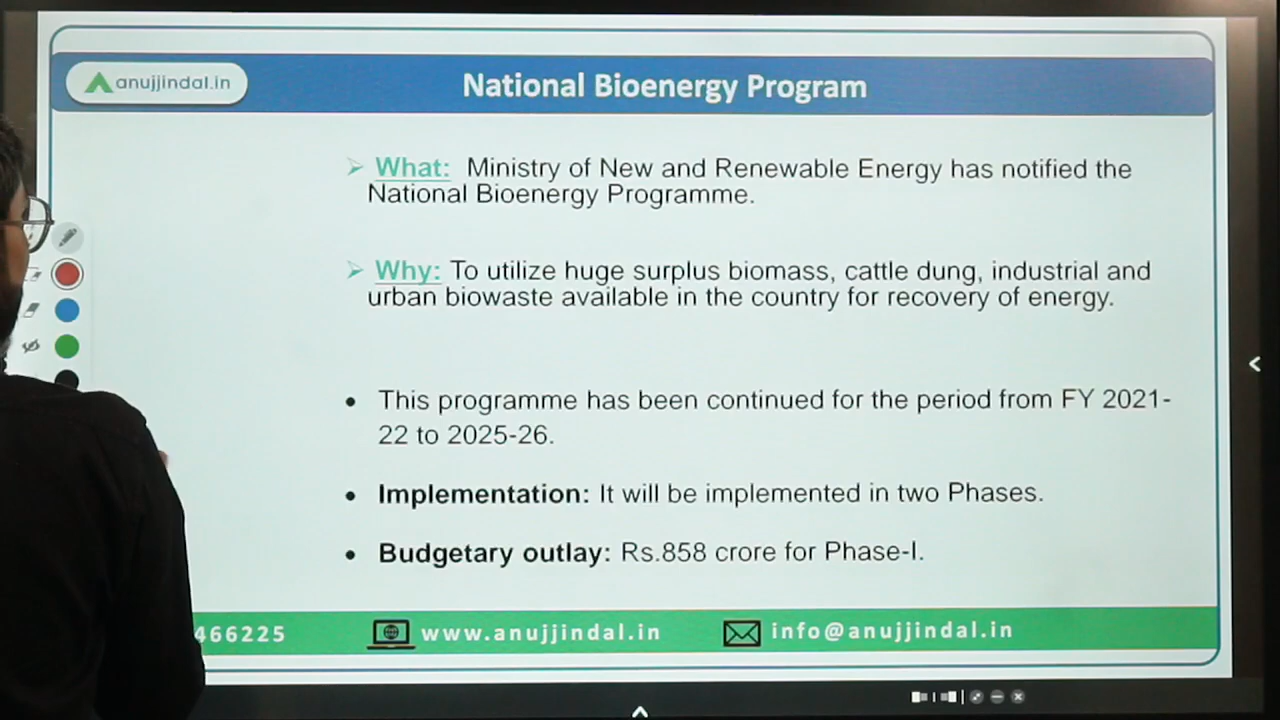 anujjindal.in
National Bioenergy Program
What: Ministry of New and Renewable Energy has notified the
National Bioenergy Programme.
Why: To utilize huge surplus biomass, cattle dung, industrial and
urban biowaste available in the country for recovery of energy.
This programme has been continued for the period from FY 2021-
22 to 2025-26.
Implementation: It will be implemented in two Phases.
Budgetary outlay: Rs.858 crore for Phase-I.
466225 www.anujjindal.in info@anujjindal.in